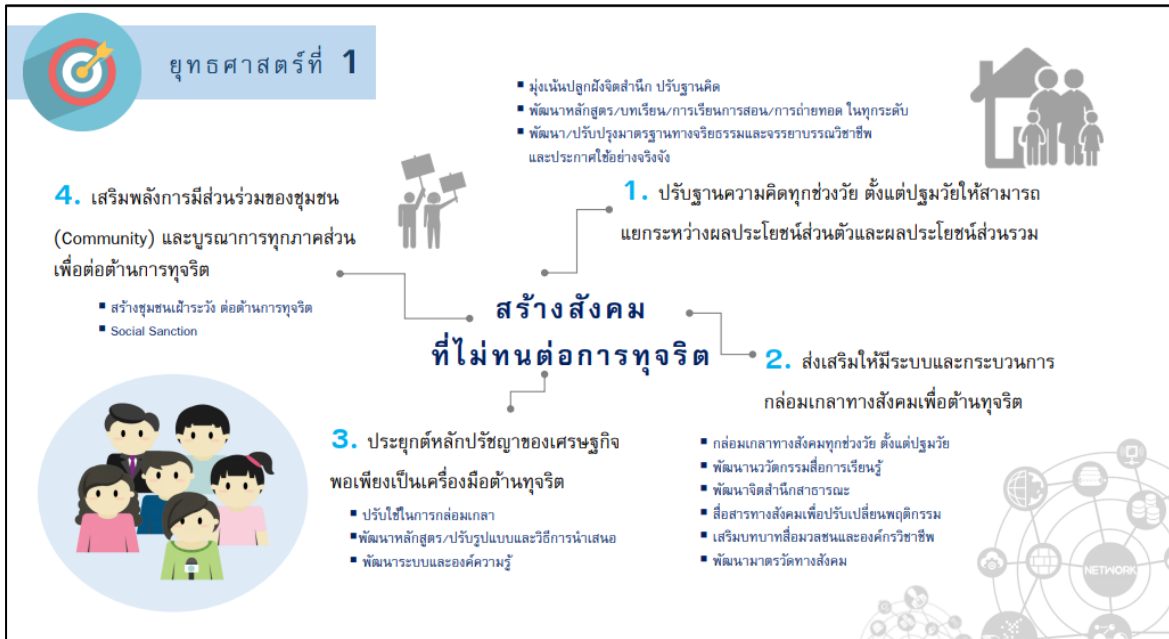 ยุทธศาสตร์ที่ 1
▪ มุ่งเน้นปลูกฝังจิตสำนึก ปรับฐานคิด
▪ พัฒนาหลักสูตร/บทเรียน/การเรียนการสอน/การถ่ายทอด ในทุกระดับ
▪ พัฒนา/ปรับปรุงมาตรฐานทางจริยธรรมและจรรยาบรรณวิชาชีพ
และประกาศใช้อย่างจริงจัง
1. ปรับฐานความคิดทุกช่วงวัย ตั้งแต่ปฐมวัยให้สามารถ
แยกระหว่างผลประโยชน์ส่วนตัวและผลประโยชน์ส่วนรวม
4. เสริมพลังการมีส่วนร่วมของชุมชน
(Community) และบูรณาการทุกภาคส่วน
เพื่อต่อต้านการทุจริต
▪ สร้างชุมชนเฝ้าระวัง ต่อต้านการทุจริต
▪ Social Sanction
สร้างสังคม
ที่ไม่ทนต่อการทุจริต
2. ส่งเสริมให้มีระบบและกระบวนการ
กล่อมเกลาทางสังคมเพื่อต้านทุจริต
▪ กล่อมเกลาทางสังคมทุกช่วงวัย ตั้งแต่ปฐมวัย
▪ พัฒนานวัตกรรมสื่อการเรียนรู้
▪ พัฒนาจิตสำนึกสาธารณะ
▪ สื่อสารทางสังคมเพื่อปรับเปลี่ยนพฤติกรรม
▪ เสริมบทบาทสื่อมวลชนและองค์กรวิชาชีพ
▪ พัฒนามาตรวัดทางสังคม
3. ประยุกต์หลักปรัชญาของเศรษฐกิจ
พอเพียงเป็นเครื่องมือต้านทุจริต
▪ ปรับใช้ในการกล่อมเกลา
▪พัฒนาหลักสูตร/ปรับรูปแบบและวิธีการนำเสนอ
▪ พัฒนาระบบและองค์ความรู้
NETWORK